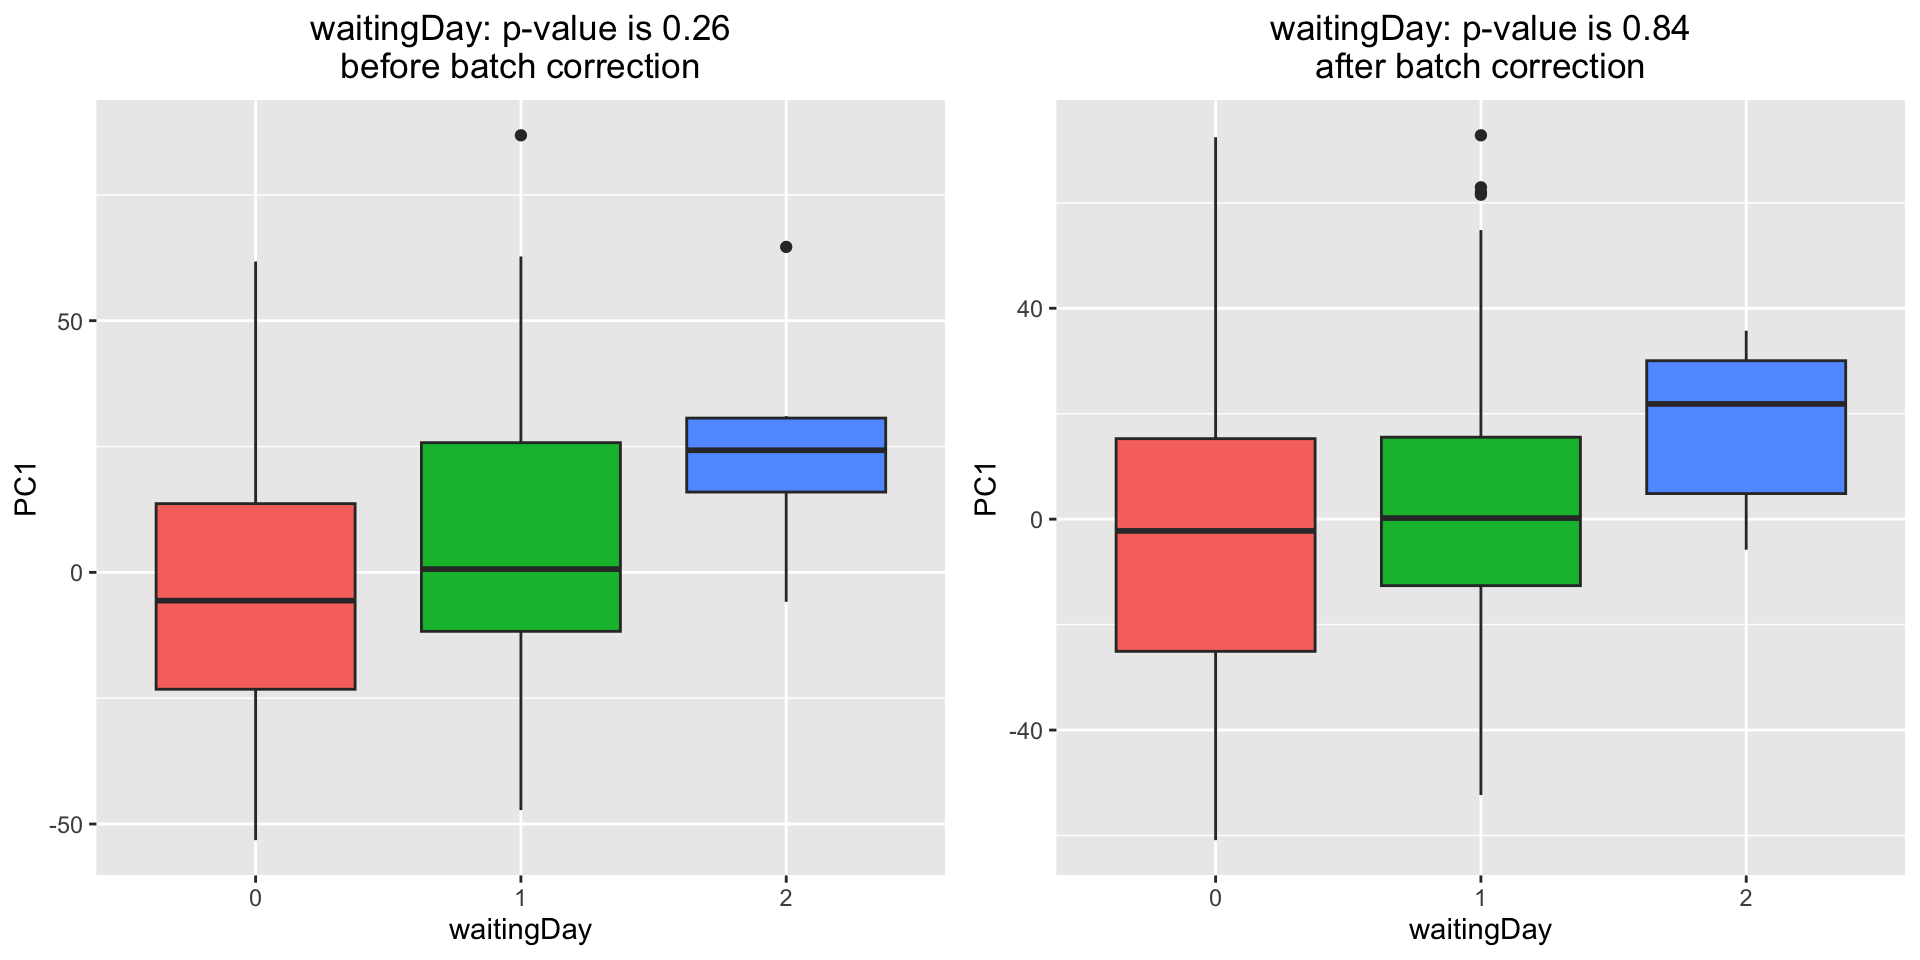 waitingDay: p-value is 0.26
before batch correction
PC1
50
0
-50
0
1
2
waitingDay
waitingDay: p-value is 0.84
after batch correction
PC1
40
0
-40
0
1
2
waitingDay